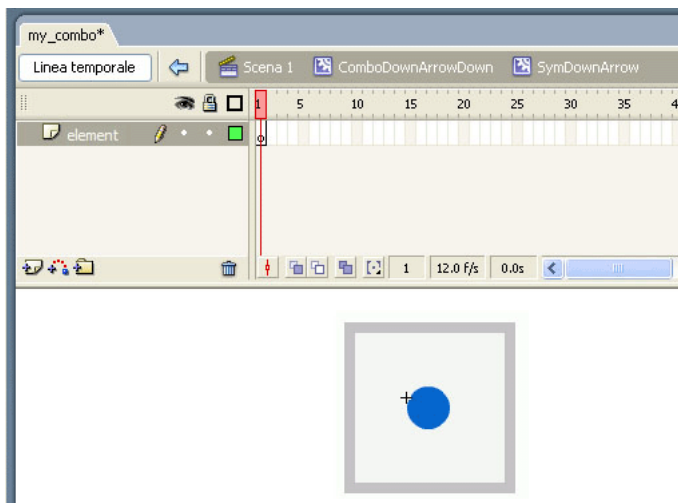 my_combo*
Linea temporale Scena 1 ComboDownArrowDown SymDownArrow
1 5 10 15 20 25 30 35 4
element
1 12.0 f/s 0.0s